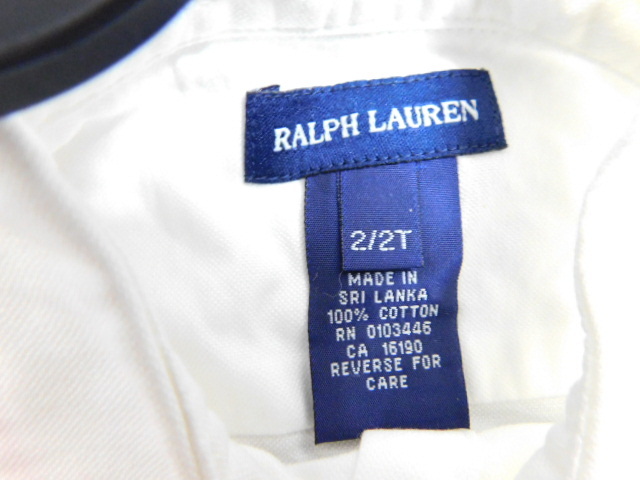 RALPH LAUREN
2/2T
MADE IN
SRI LANKA
100% COTTON
RN 0103446
CA 16190
REVERSE FOR
CARE